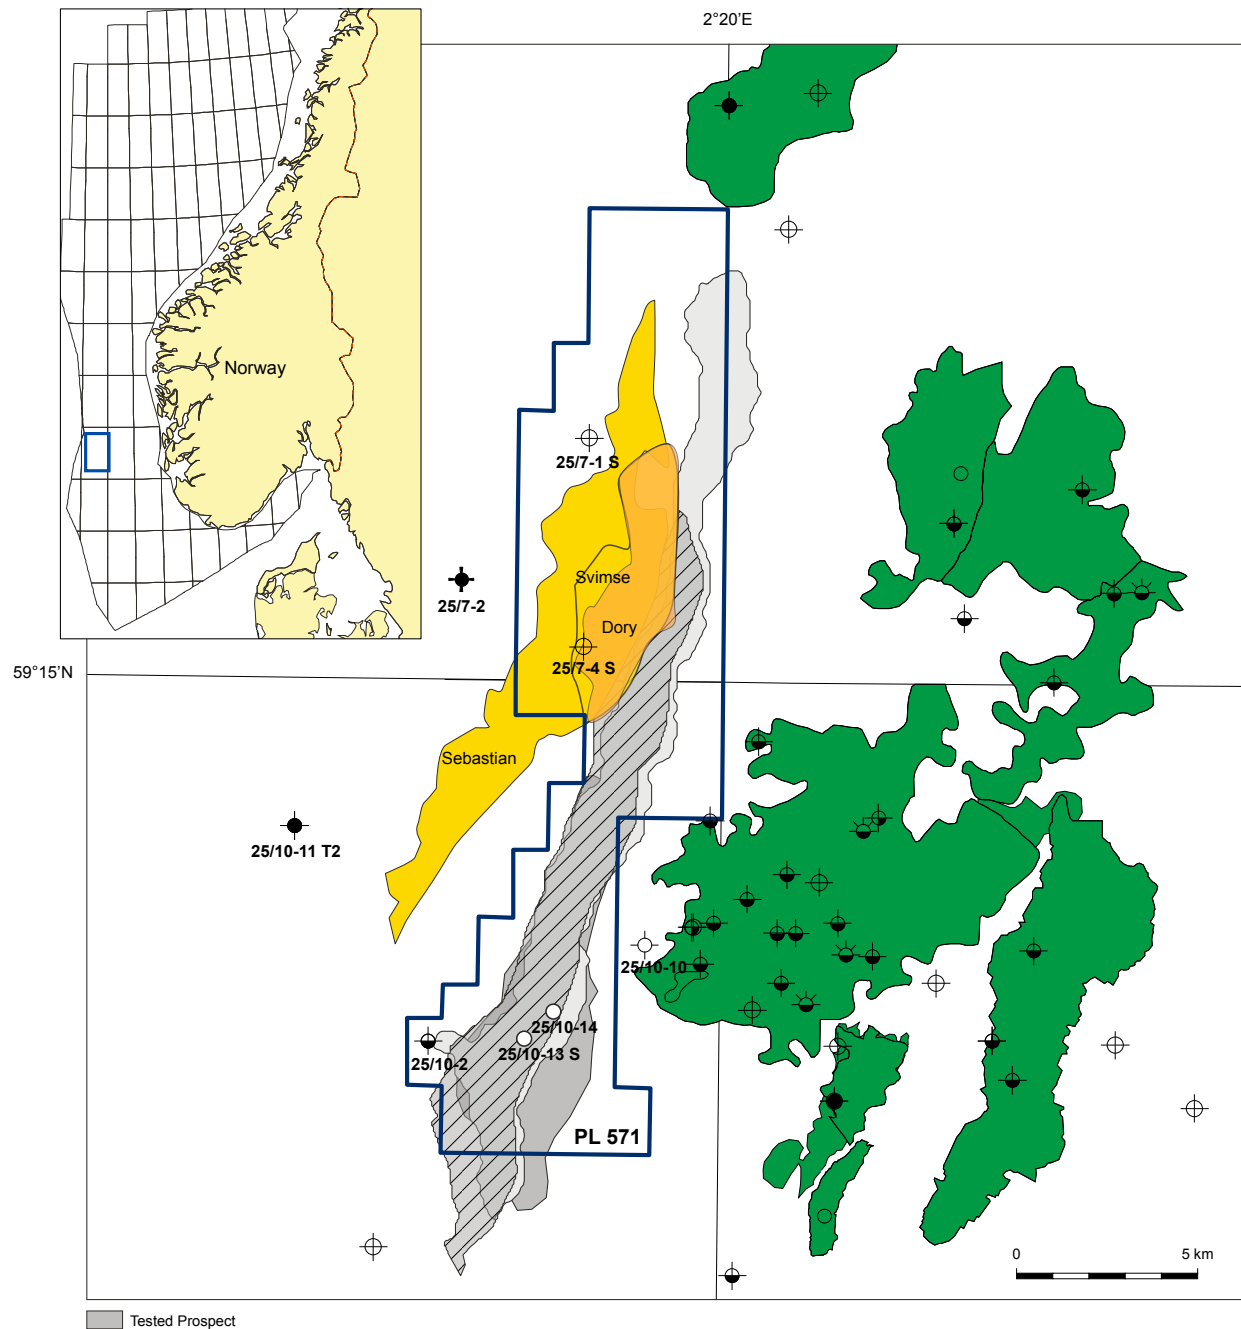 2°20'E
Norway
25/7-1 S
Svimse
25/7-2
Dory
25/7-4 S
59°15'N
Sebastian
25/10-11 T2
25/10-10
25/10-14
25/10-13 S
25/10-2
PL 571
0 5 km
Tested Prospect